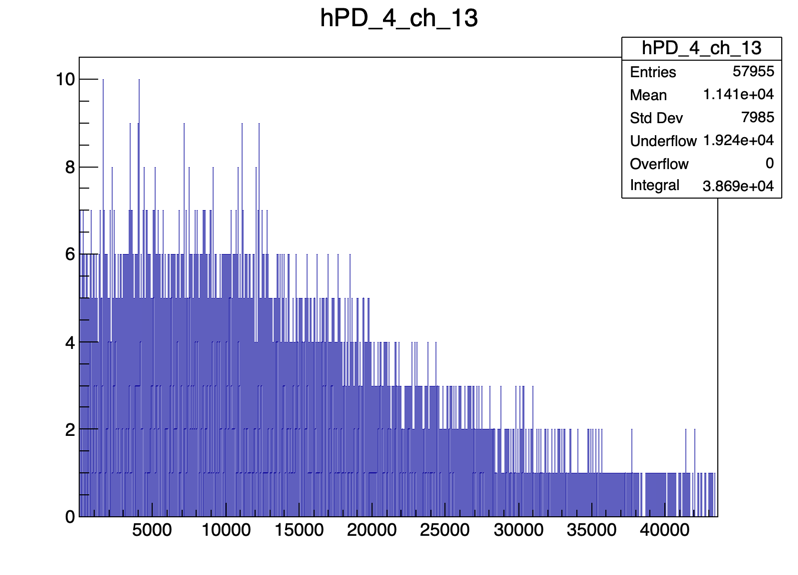 hPD_4_ch_13
hPD_4_ch_13
Entries 57955
Mean 1.141e+04
Std Dev 7985
Underflow 1.924e+04
Overflow 0
Integral 3.869e+04
10
8
6
4
2
0
5000 10000 15000 20000 25000 30000 35000 40000